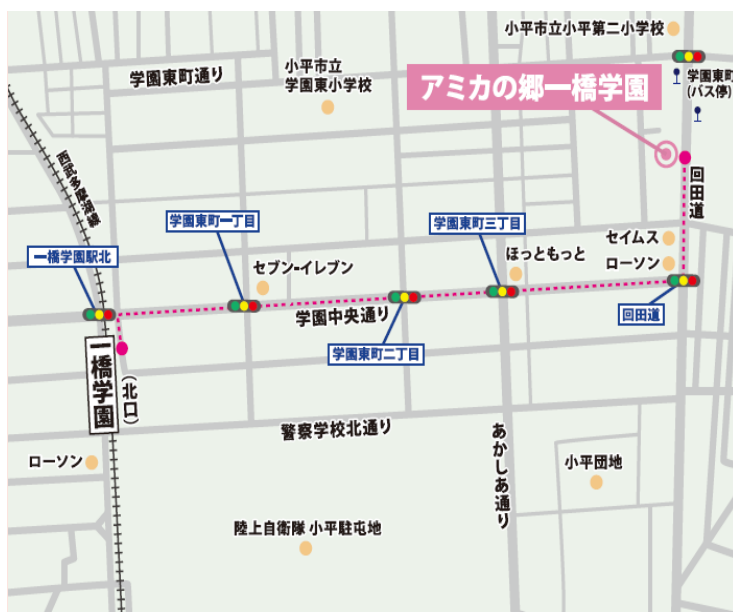 小平市立小平第二小学校
学園東町通り
小平市立
学園東小学校
学園東町
(バス停)
アミカの郷一橋学園
西武多摩湖線
回田道
学園東町一丁目
学園東町三丁目
一橋学園駅北
セブン-イレブン
ほっともっと
セイムス
ローソン
学園中央通り
回田道
学園東町二丁目
一橋学園
(北口)
警察学校北通り
あかしあ通り
ローソン
小平団地
陸上自衛隊 小平駐屯地